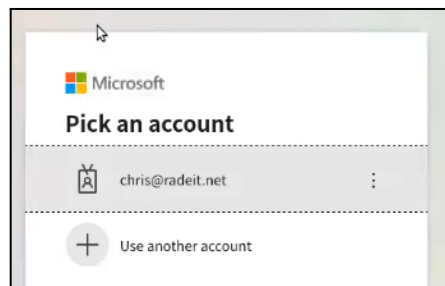 Microsoft
Pick an account
chris@radeit.net
Use another account